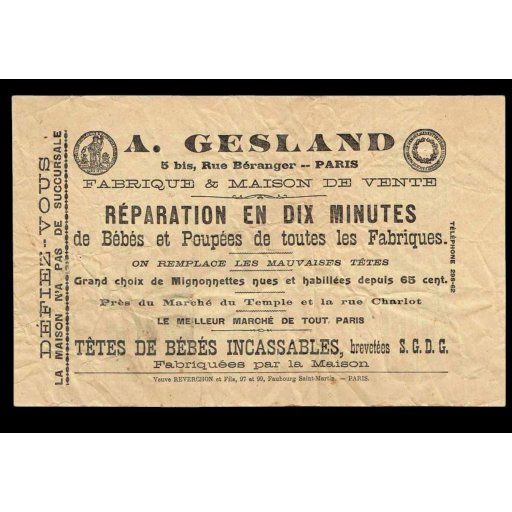 A. GESLAND
5 bis, Rue Béranger -- PARIS
FABRIQUE & MAISON DE VENTE
RÉPARATION EN DIX MINUTES
de Bébés et Poupées de toutes les Fabriques.
ON REMPLACE LES MAUVAISES TÊTES
Grand choix de Mignonnettes nues et habillées depuis 65 cent.
Près du Marché du Temple et la rue Charlot
LE MEILLEUR MARCHÉ DE TOUT PARIS
TÊTES DE BÉBÉS INCASSABLES, brevetées S. G. D. G.
Fabriquées par la Maison
Veuve REVERCHON et Fils, 97 et 99, Faubourg Saint-Martin. — PARIS.
DÉFIEZ--VOUS
LA MAISON N'A PAS DE SUCCURSALE
TÉLÉPHONE 298-62